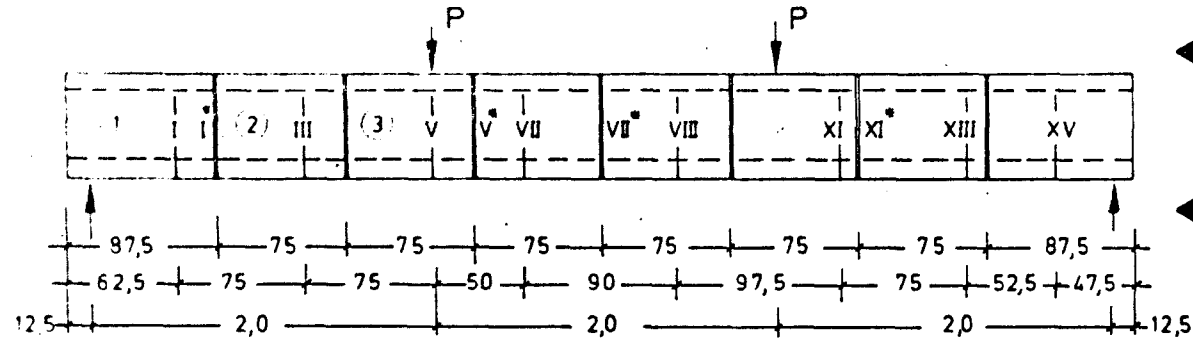 P P
1 I I* (2) III (3) V V* VII VII* VIII XI XI* XIII XV
87,5 75 75 75 75 75 75 87,5
62,5 75 75 50 90 97,5 75 52,5 47,5
12,5 2,0 2,0 2,0 12,5